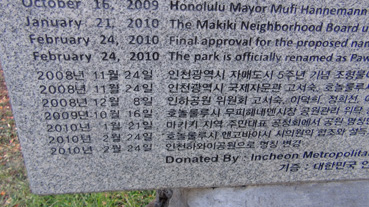 October 16, 2009 Honolulu Mayor Mufi Hannemann
January 21, 2010 The Makiki Neighborhood Board u
February 24, 2010 Final approval for the proposed nam
February 24, 2010 The park is officially renamed as Paw
2008년 11월 24일 인천광역시 자매도시 5주년 기념 조형물
2008년 11월 24일 인천광역시 국제자문관 고서숙, 호놀룰루시
2008년 12월 8일 인하공원 위원회 고서숙, 이덕희,
2009년 10월 16일 호놀룰루시 무피해네맨시장 공원관리 위탁
2010년 1월 21일 마키키 지역 주민대표 공청회에서 공원
2010년 2월 24일 호놀룰루시 앤고바이시 시의원의 협조와
2010년 2월 24일 인천하와이공원으로 명칭 변경
Donated By : Incheon Metropolita
기증 : 대한민국 인